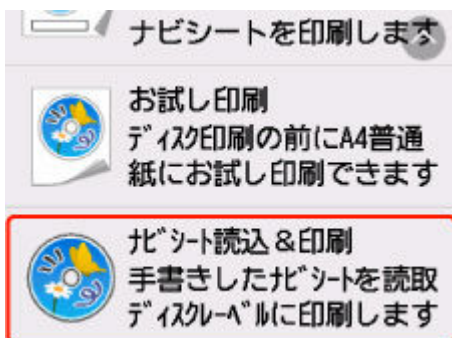 ナビシートを印刷します
お試し印刷
ﾃﾞｨｽｸ印刷の前にA4普通
紙にお試し印刷できます
ﾅﾋﾞｼｰﾄ読込＆印刷
手書きしたﾅﾋﾞｼｰﾄを読取
ﾃﾞｨｽｸﾚｰﾍﾞﾙに印刷します